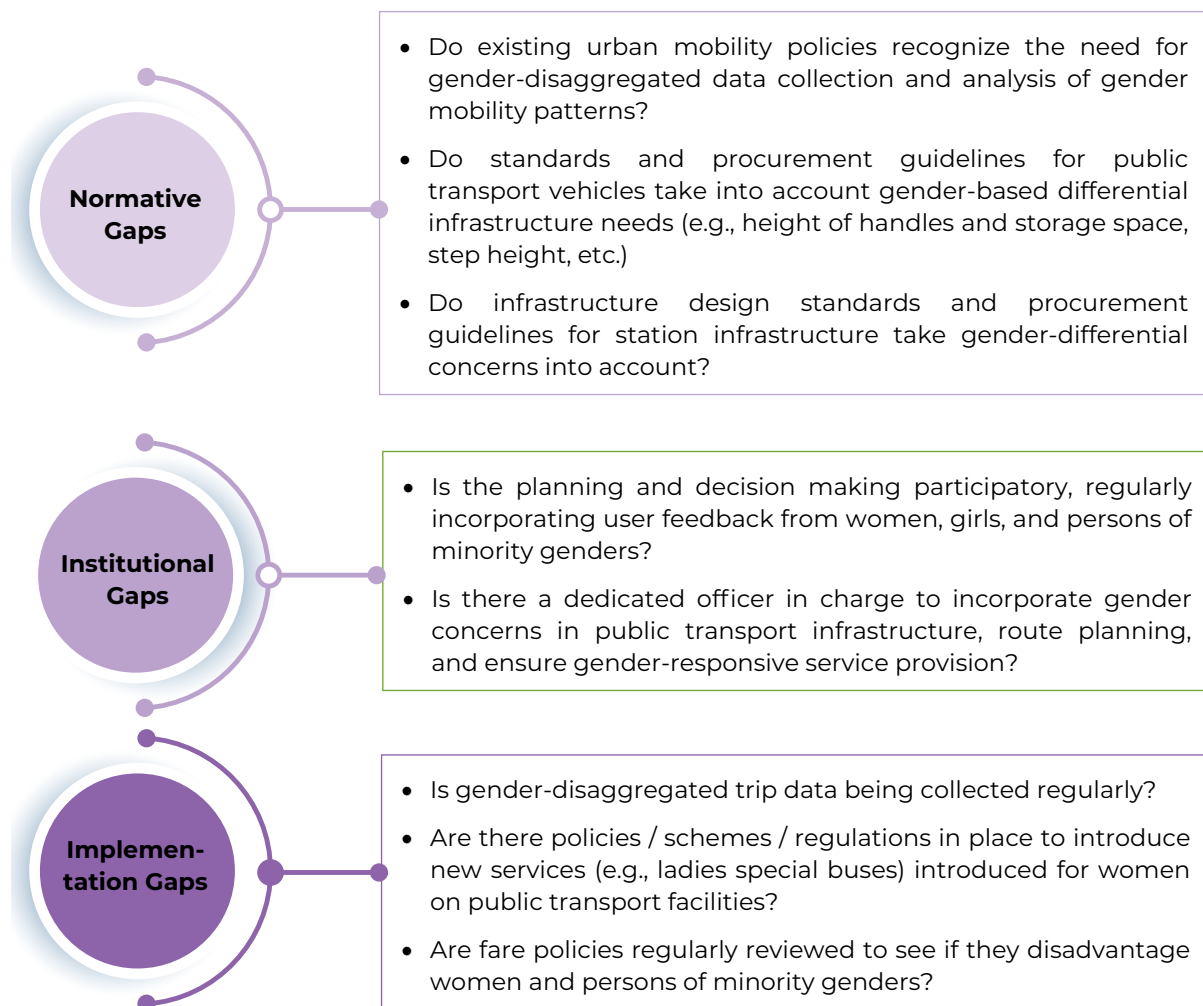 • Do existing urban mobility policies recognize the need for
gender-disaggregated data collection and analysis of gender
mobility patterns?
• Do standards and procurement guidelines for public
transport vehicles take into account gender-based differential
infrastructure needs (e.g., height of handles and storage space,
step height, etc.)
• Do infrastructure design standards and procurement
guidelines for station infrastructure take gender-differential
concerns into account?
Normative
Gaps
• Is the planning and decision making participatory, regularly
incorporating user feedback from women, girls, and persons of
minority genders?
• Is there a dedicated officer in charge to incorporate gender
concerns in public transport infrastructure, route planning,
and ensure gender-responsive service provision?
Institutional
Gaps
• Is gender-disaggregated trip data being collected regularly?
• Are there policies / schemes / regulations in place to introduce
new services (e.g., ladies special buses) introduced for women
on public transport facilities?
• Are fare policies regularly reviewed to see if they disadvantage
women and persons of minority genders?
Implemen-
tation Gaps